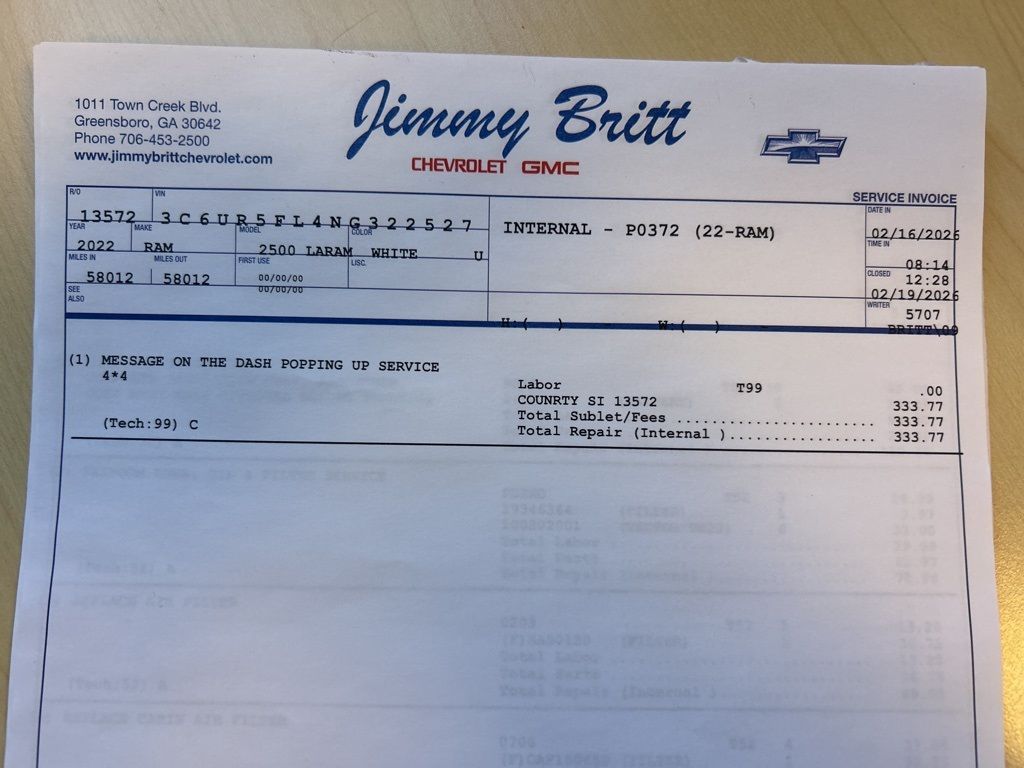 1011 Town Creek Blvd.
Greensboro, GA 30642
Phone 706-453-2500
www.jimmybrittchevrolet.com
Jimmy Britt
CHEVROLET GMC
SERVICE INVOICE
R/O
13572
VIN
3C6UR5FL4NG322527
INTERNAL - P0372 (22-RAM)
DATE IN
02/16/2026
YEAR
2022
MAKE
RAM
MODEL
2500 LARAM
COLOR
WHITE U
TIME IN
08:14
MILES IN
58012
MILES OUT
58012
FIRST USE
00/00/00
00/00/00
LISC.
CLOSED
12:28
02/19/2026
SEE
ALSO
WRITER
5707
H:( ) - W:( ) -
BRITT\09
(1) MESSAGE ON THE DASH POPPING UP SERVICE
4*4
Labor T99 .00
COUNRTY SI 13572 333.77
Total Sublet/Fees ........................ 333.77
(Tech:99) C
Total Repair (Internal ).................. 333.77